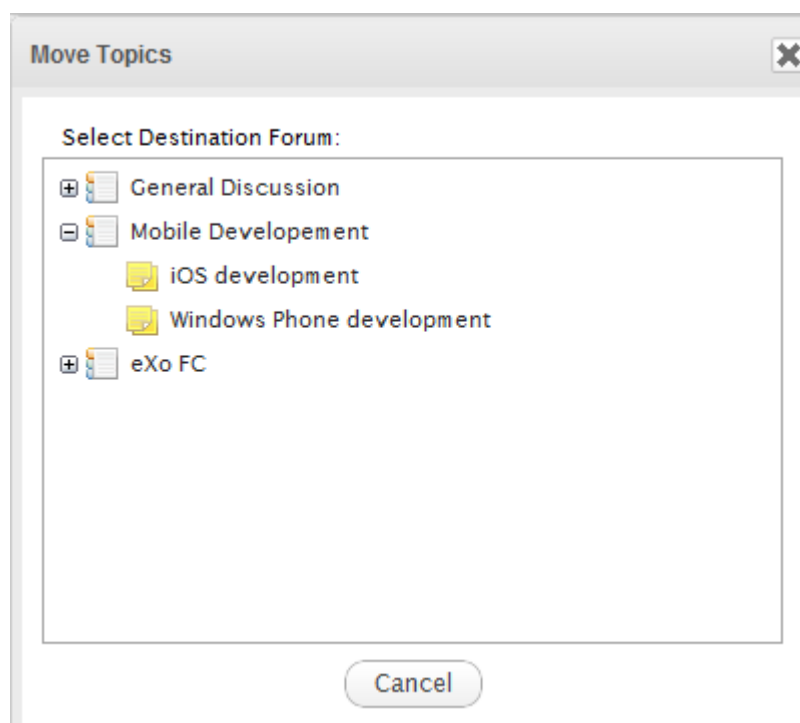 Move Topics
Select Destination Forum:
General Discussion
Mobile Developement
iOS development
Windows Phone development
eXo FC
Cancel